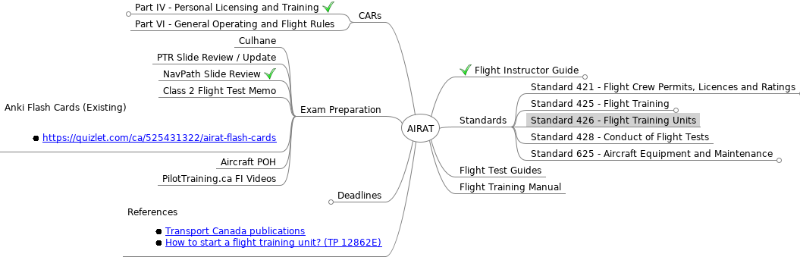 Part IV - Personal Licensing and Training
Part VI - General Operating and Flight Rules
CARs
Culhane
PTR Slide Review / Update
NavPath Slide Review
Class 2 Flight Test Memo
Exam Preparation
Anki Flash Cards (Existing)
https://quizlet.com/ca/525431322/airat-flash-cards
Aircraft POH
PilotTraining.ca FI Videos
Deadlines
References
Transport Canada publications
How to start a flight training unit? (TP 12862E)
AIRAT
Flight Instructor Guide
Standards
Standard 421 - Flight Crew Permits, Licences and Ratings
Standard 425 - Flight Training
Standard 426 - Flight Training Units
Standard 428 - Conduct of Flight Tests
Standard 625 - Aircraft Equipment and Maintenance
Flight Test Guides
Flight Training Manual